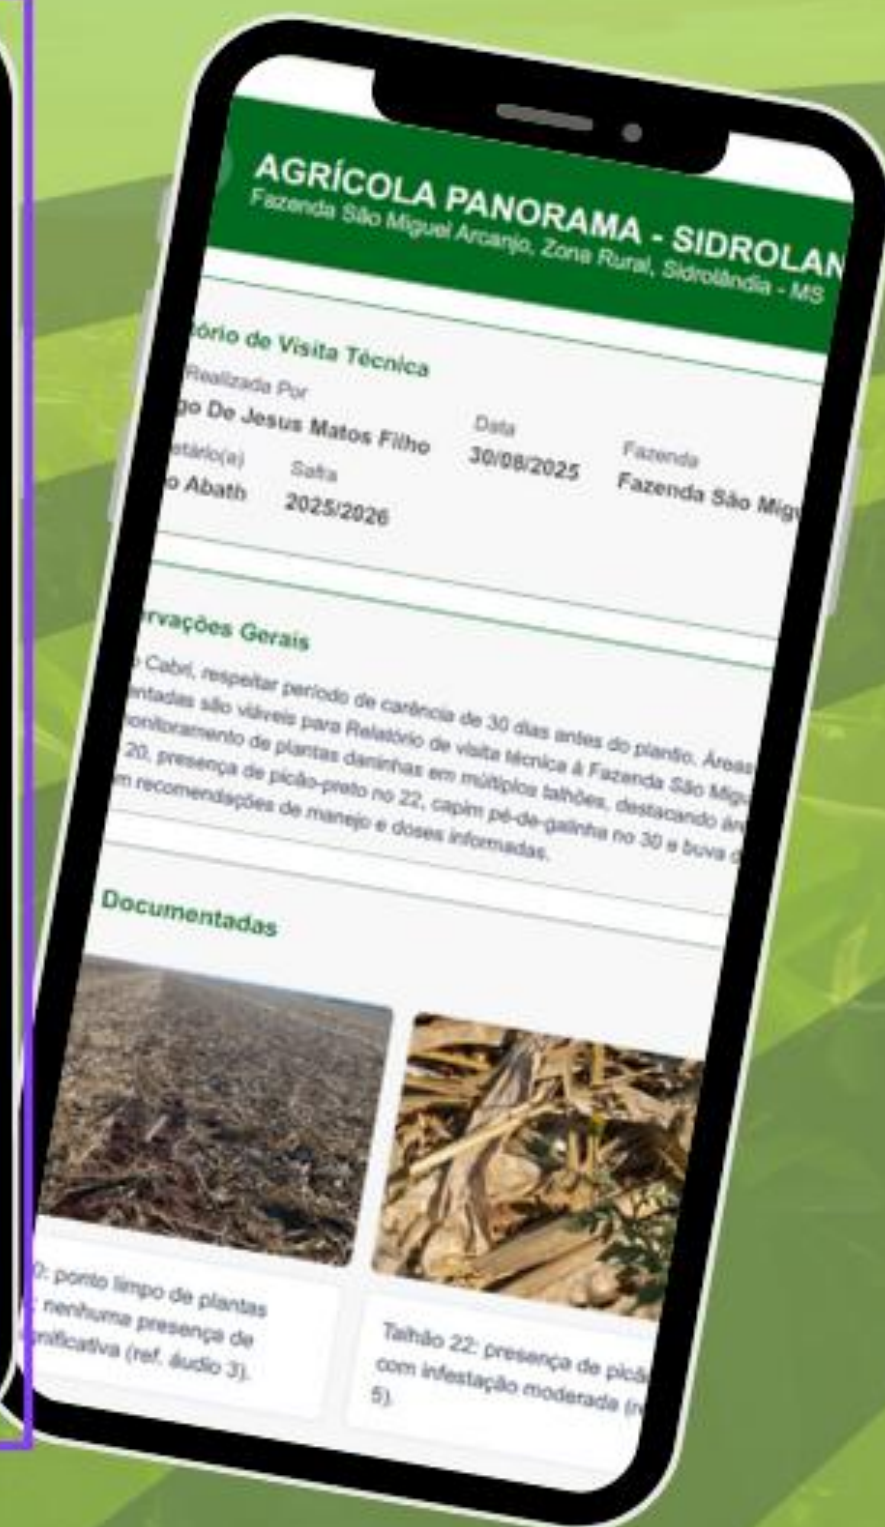 AGRÍCOLA PANORAMA - SIDROLAN
Fazenda São Miguel Arcanjo, Zona Rural, Sidrolândia - MS
ório de Visita Técnica
Realizada Por
go De Jesus Matos Filho
Data
30/08/2025
Fazenda
Fazenda São Migu
etário(a)
o Abath
Safra
2025/2026
rvações Gerais
o Cabri, respeitar período de carência de 30 dias antes do plantio. Áreas
entadas são viáveis para Relatório de visita técnica à Fazenda São Migu
onitoramento de plantas daninhas em múltiplos talhões, destacando ár
20, presença de picão-preto no 22, capim pé-de-galinha no 30 e buva
m recomendações de manejo e doses informadas.
Documentadas
0: ponto limpo de plantas
: nenhuma presença de
gnificativa (ref. áudio 3).
Talhão 22: presença de picã
com infestação moderada (re
5).